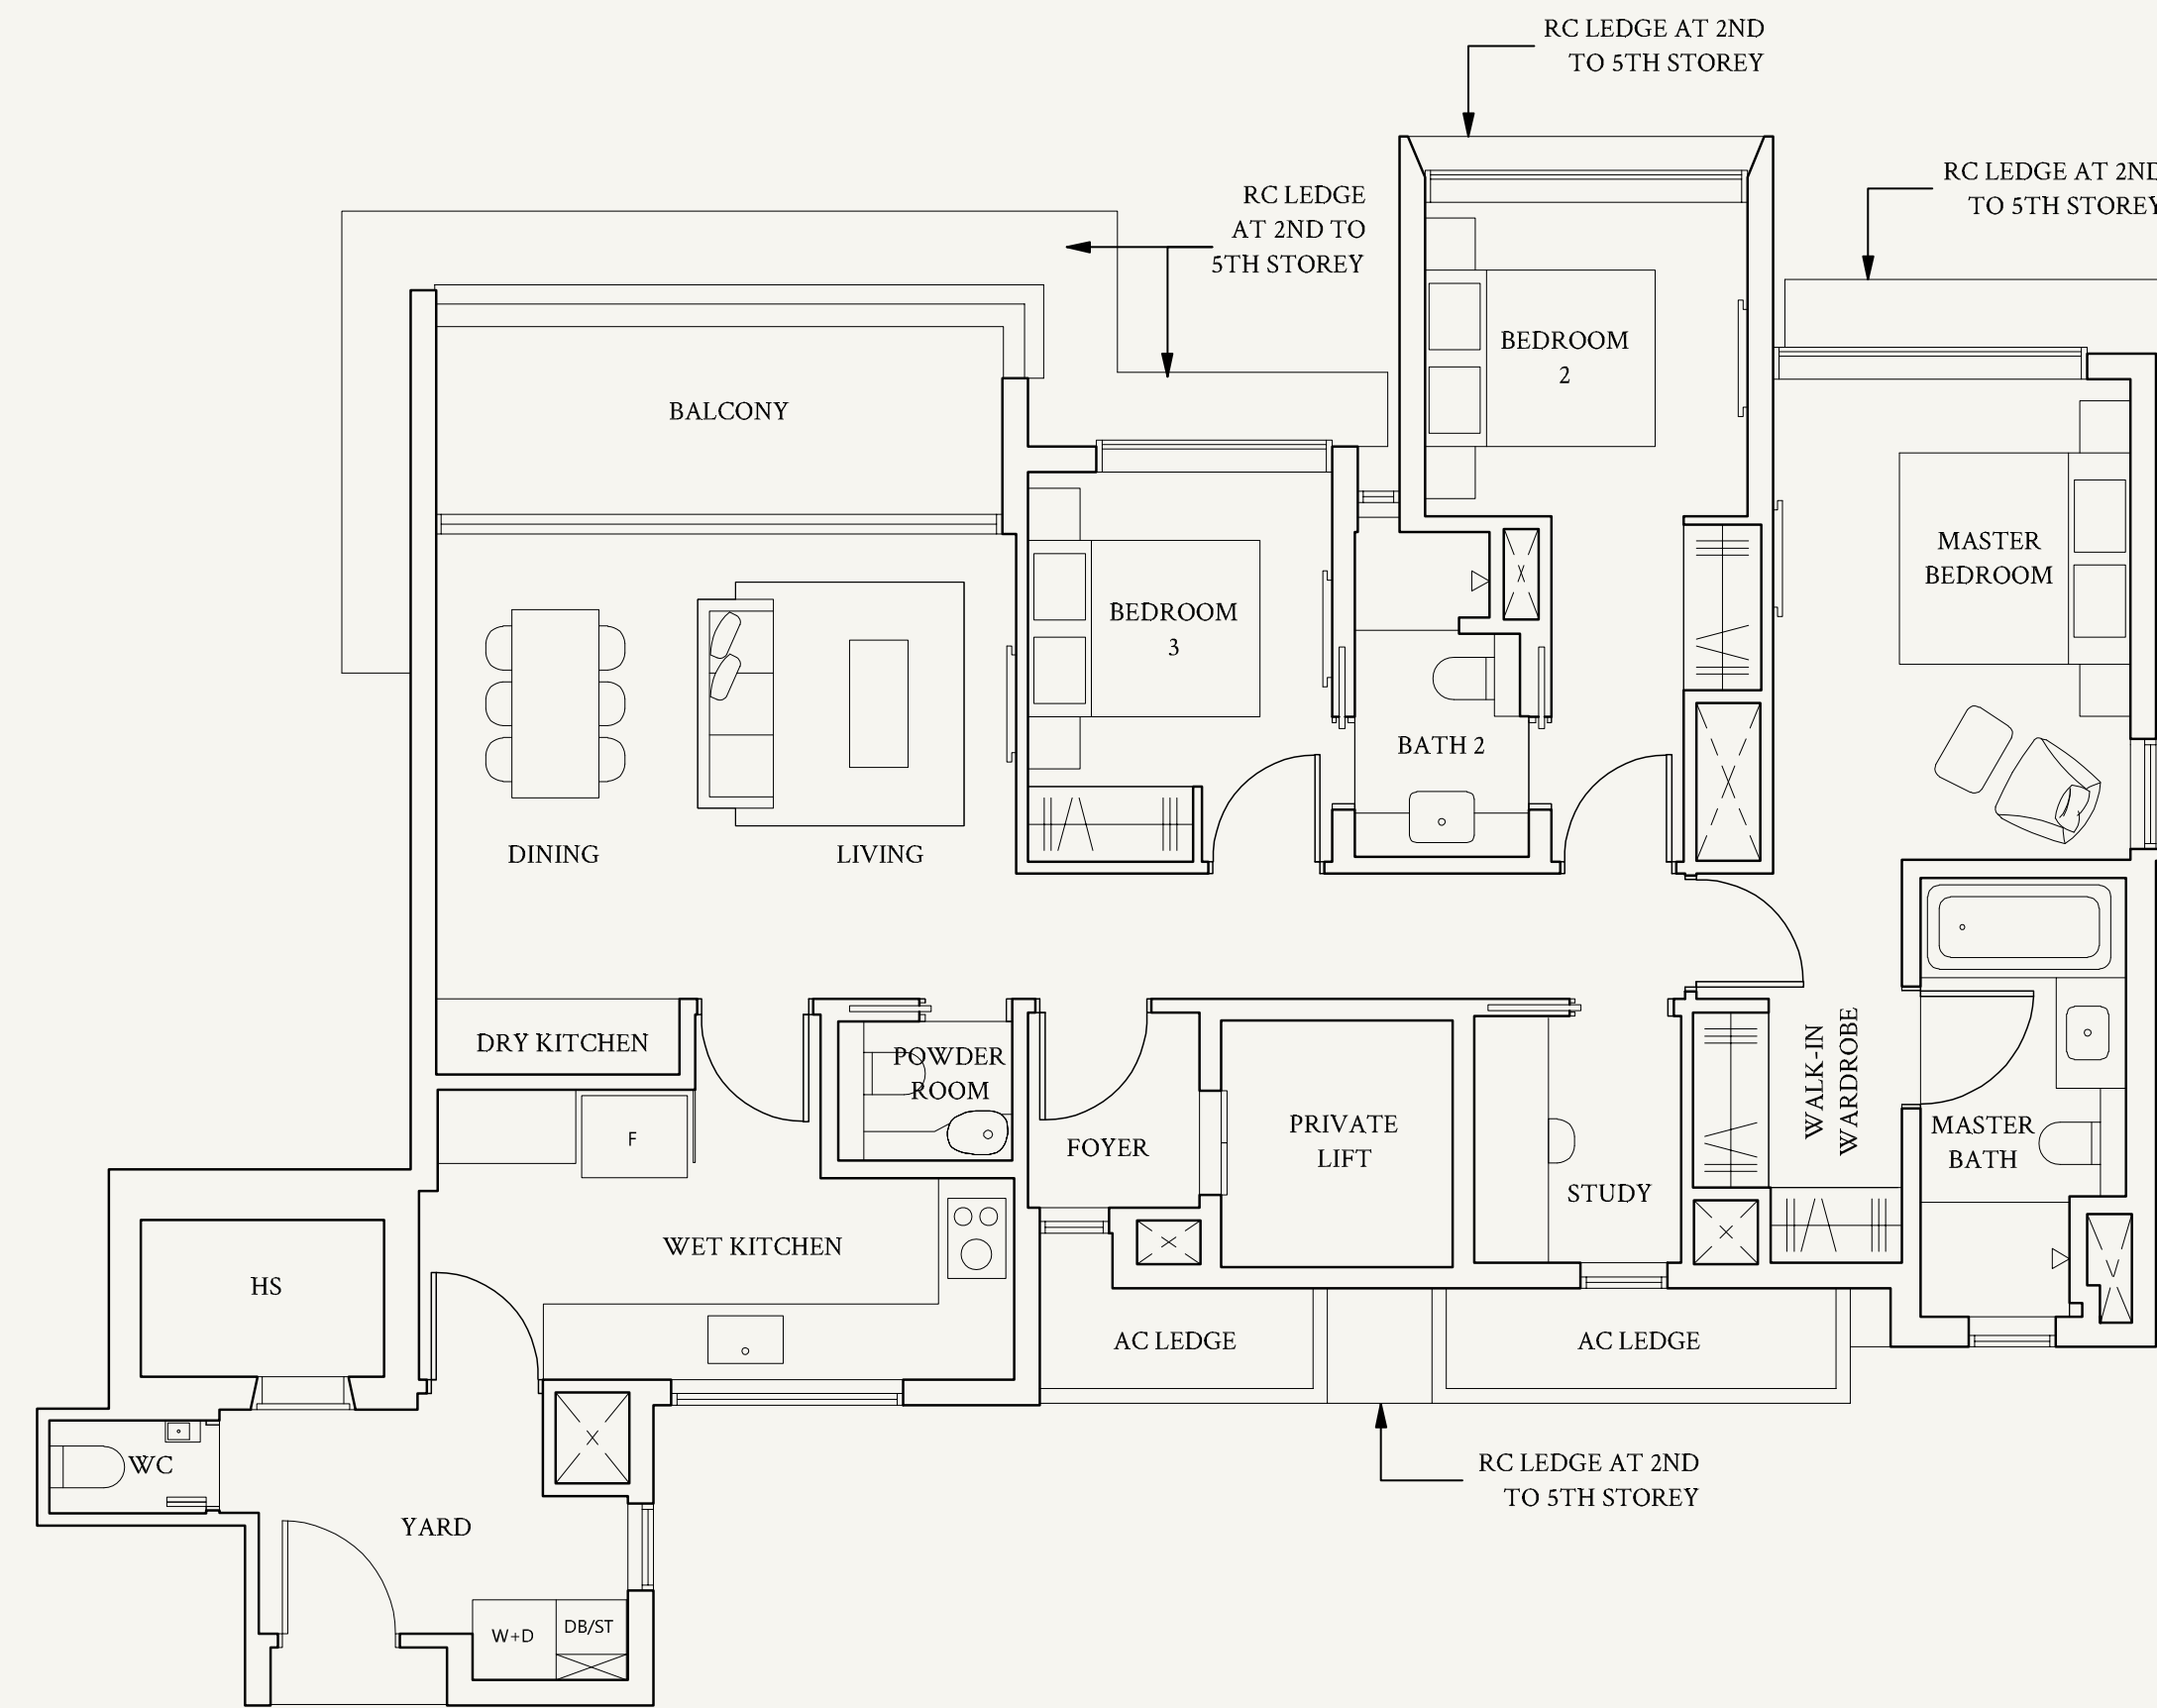 RC LEDGE AT 2ND
TO 5TH STOREY
RC LEDGE AT 2ND
TO 5TH STOREY
RC LEDGE
AT 2ND TO
5TH STOREY
BEDROOM
2
BALCONY
MASTER
BEDROOM
BEDROOM
3
BATH 2
DINING
LIVING
DRY KITCHEN
POWDER
ROOM
FOYER
PRIVATE
LIFT
STUDY
WALK-IN
WARDROBE
MASTER
BATH
F
WET KITCHEN
HS
AC LEDGE
AC LEDGE
WC
RC LEDGE AT 2ND
TO 5TH STOREY
YARD
W+D
DB/ST